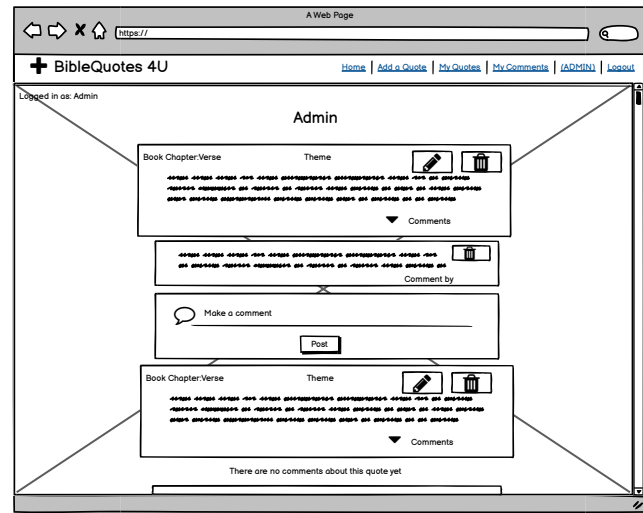 A Web Page
https://
BibleQuotes 4U
Home | Add a Quote | My Quotes | My Comments | (ADMIN) | Logout
Logged in as: Admin
Admin
Book Chapter:Verse Theme
Comments
Comment by
Make a comment
Post
Book Chapter:Verse Theme
Comments
There are no comments about this quote yet